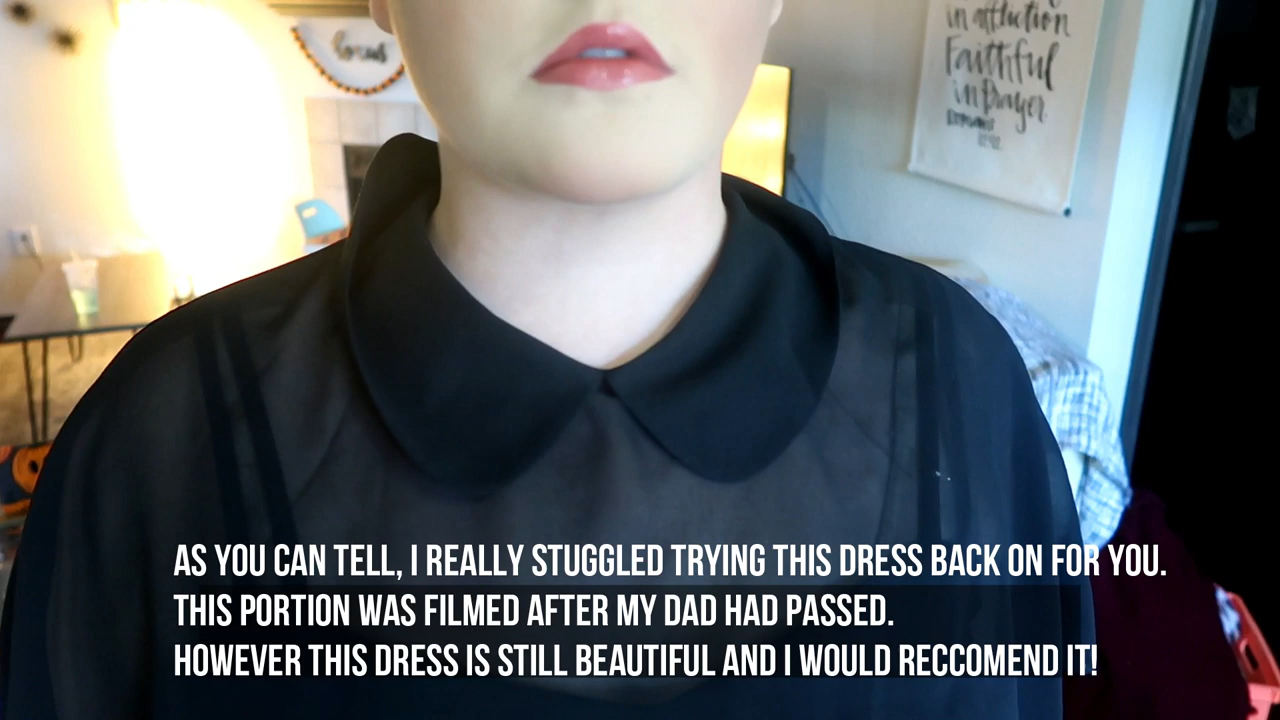 focus
in affliction
Faithful
in Prayer
AS YOU CAN TELL, I REALLY STUGGLED TRYING THIS DRESS BACK ON FOR YOU.
THIS PORTION WAS FILMED AFTER MY DAD HAD PASSED.
HOWEVER THIS DRESS IS STILL BEAUTIFUL AND I WOULD RECCOMEND IT!